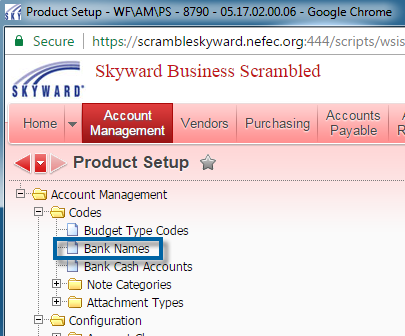 Product Setup - WF\AM\PS - 8790 - 05.17.02.00.06 - Google Chrome
Secure https://scrambleskyward.nefec.org:444/scripts/wsis
SKYWARD®
Skyward Business Scrambled
Home Account Management Vendors Purchasing Accounts Payable
Product Setup
Account Management
Codes
Budget Type Codes
Bank Names
Bank Cash Accounts
Note Categories
Attachment Types
Configuration